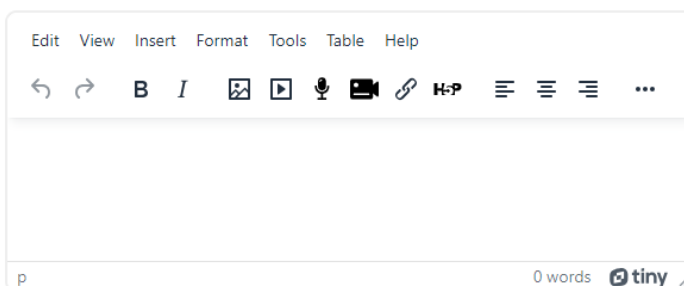 Edit View Insert Format Tools Table Help
B I H5P
p 0 words tiny